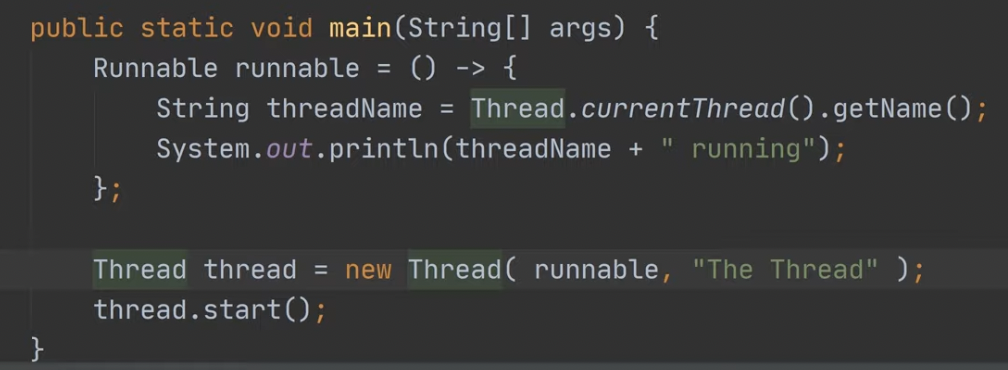 public static void main(String[] args) {
    Runnable runnable = () -> {
        String threadName = Thread.currentThread().getName();
        System.out.println(threadName + " running");
    };

    Thread thread = new Thread( runnable, "The Thread" );
    thread.start();
}